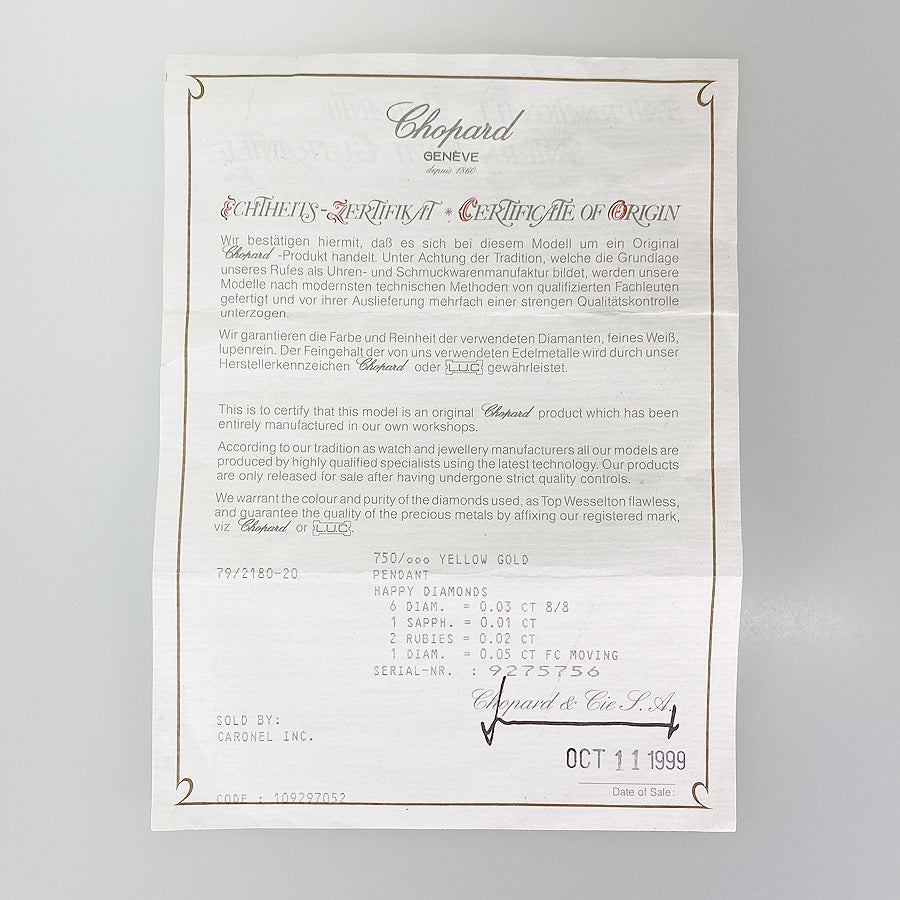 Chopard
GENÈVE
depuis 1860
ECHTHEITS-ZERTIFIKAT * CERTIFICATE OF ORIGIN
Wir bestätigen hiermit, daß es sich bei diesem Modell um ein Original
Chopard -Produkt handelt. Unter Achtung der Tradition, welche die Grundlage
unseres Rufes als Uhren- und Schmuckwarenmanufaktur bildet, werden unsere
Modelle nach modernsten technischen Methoden von qualifizierten Fachleuten
gefertigt und vor ihrer Auslieferung mehrfach einer strengen Qualitätskontrolle
unterzogen.
Wir garantieren die Farbe und Reinheit der verwendeten Diamanten, feines Weiß,
lupenrein. Der Feingehalt der von uns verwendeten Edelmetalle wird durch unser
Herstellerkennzeichen Chopard oder L.U.C gewährleistet.
This is to certify that this model is an original Chopard product which has been
entirely manufactured in our own workshops.
According to our tradition as watch and jewellery manufacturers all our models are
produced by highly qualified specialists using the latest technology. Our products
are only released for sale after having undergone strict quality controls.
We warrant the colour and purity of the diamonds used, as Top Wesselton flawless,
and guarantee the quality of the precious metals by affixing our registered mark,
viz Chopard or L.U.C.
750/ooo YELLOW GOLD
79/2180-20 PENDANT
HAPPY DIAMONDS
6 DIAM. = 0.03 CT 8/8
1 SAPPH. = 0.01 CT
2 RUBIES = 0.02 CT
1 DIAM. = 0.05 CT FC MOVING
SERIAL-NR. : 9275756
Chopard & Cie S.A.
SOLD BY:
CARONEL INC.
OCT 11 1999
Date of Sale:
CODE : 109297052